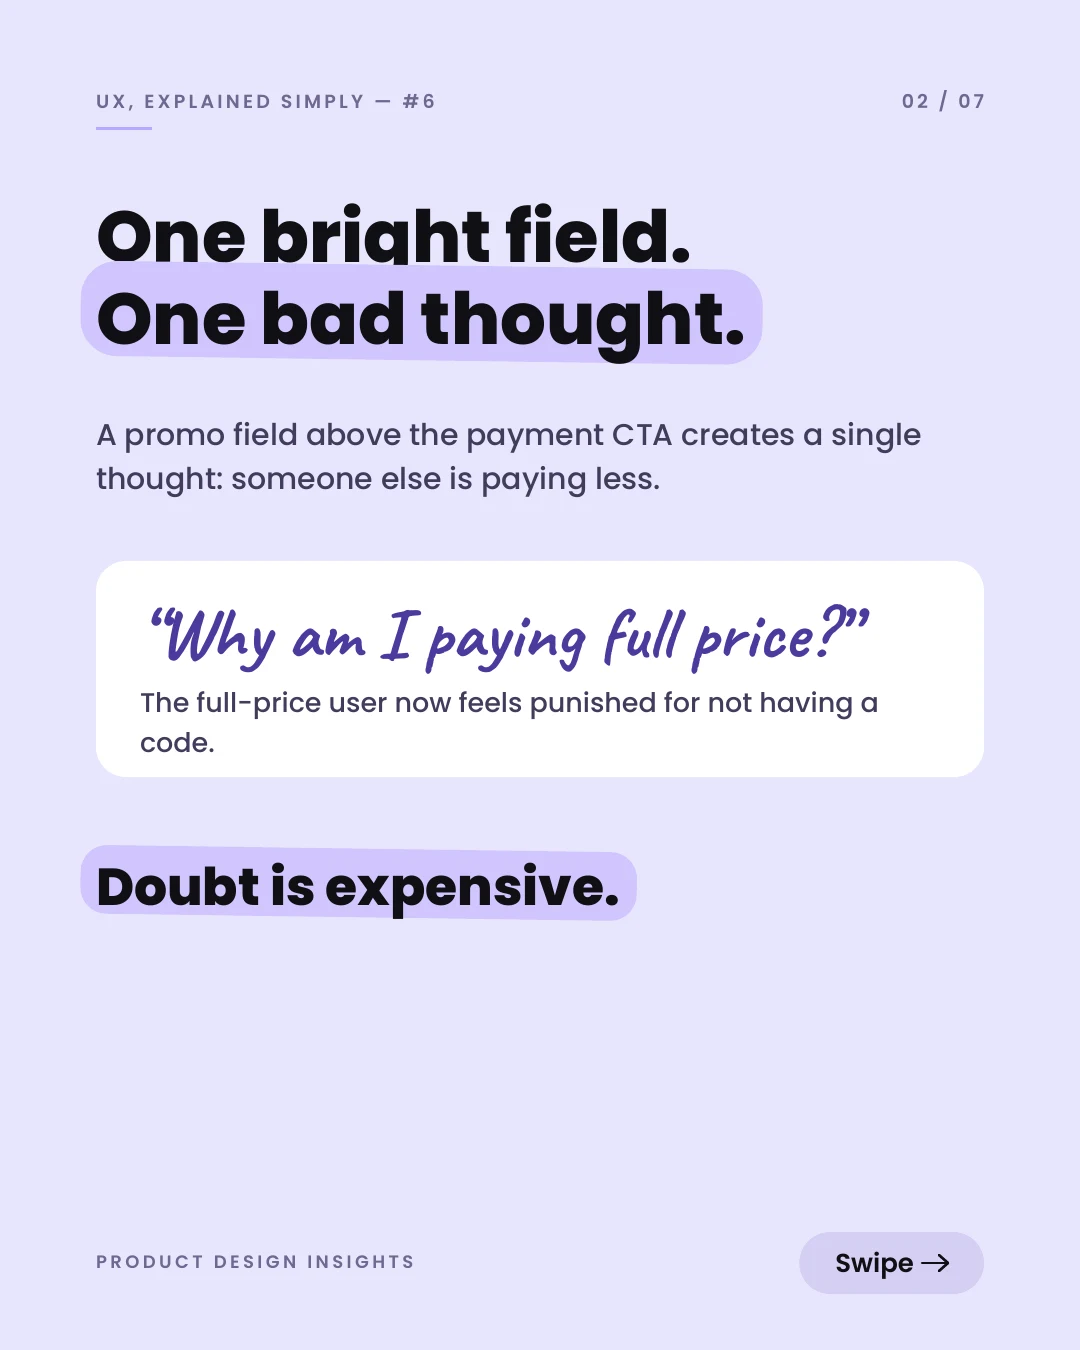 UX, EXPLAINED SIMPLY — #6
02 / 07
One bright field.
One bad thought.
A promo field above the payment CTA creates a single
thought: someone else is paying less.
“Why am I paying full price?”
The full-price user now feels punished for not having a
code.
Doubt is expensive.
PRODUCT DESIGN INSIGHTS
Swipe →